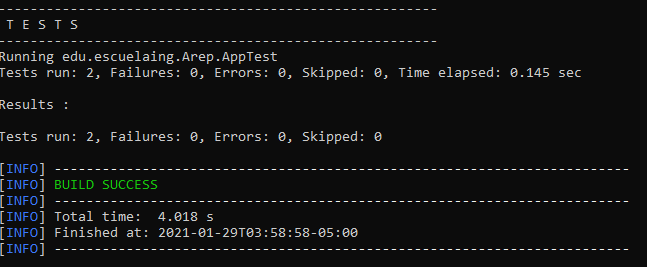 -------------------------------------------------------
 T E S T S
-------------------------------------------------------
Running edu.escuelaing.Arep.AppTest
Tests run: 2, Failures: 0, Errors: 0, Skipped: 0, Time elapsed: 0.145 sec

Results :

Tests run: 2, Failures: 0, Errors: 0, Skipped: 0

[INFO] ------------------------------------------------------------------------
[INFO] BUILD SUCCESS
[INFO] ------------------------------------------------------------------------
[INFO] Total time:  4.018 s
[INFO] Finished at: 2021-01-29T03:58:58-05:00
[INFO] ------------------------------------------------------------------------